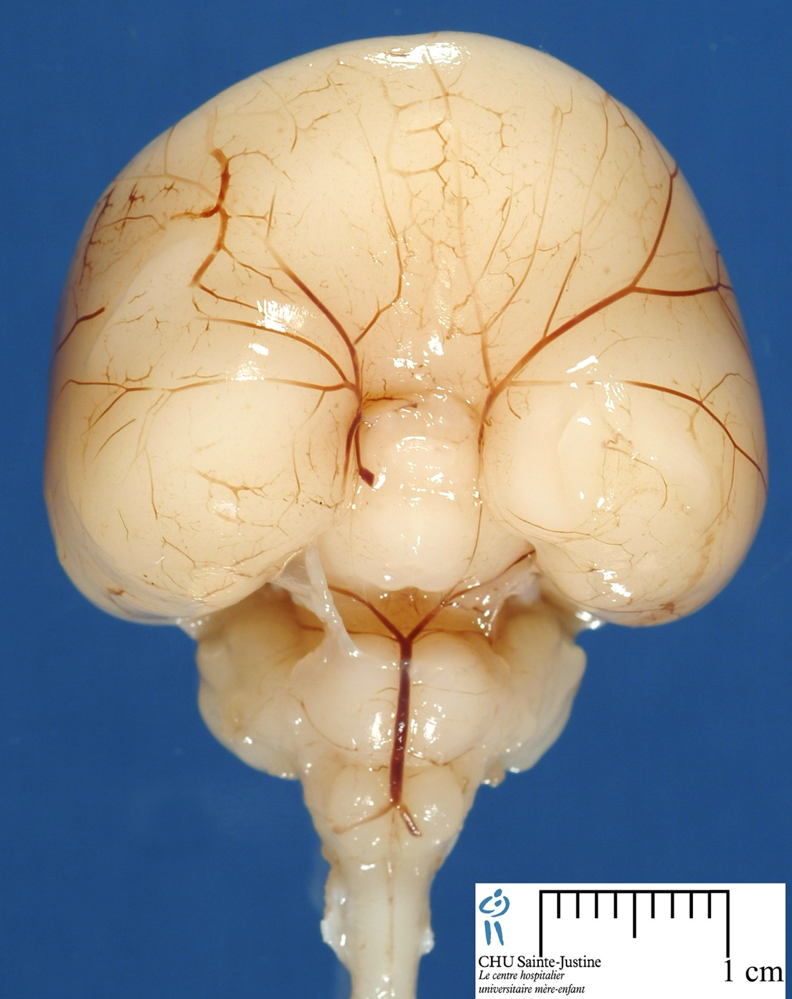 1 cm
CHU Sainte-Justine
Le centre hospitalier
universitaire mère-enfant